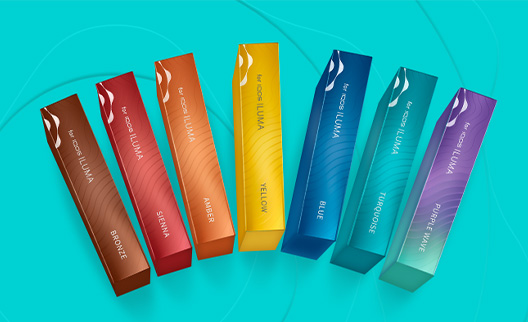 for IQOS ILUMA
BRONZE
for IQOS ILUMA
SIENNA
for IQOS ILUMA
AMBER
for IQOS ILUMA
YELLOW
for IQOS ILUMA
BLUE
for IQOS ILUMA
TURQUOISE
for IQOS ILUMA
PURPLE WAVE